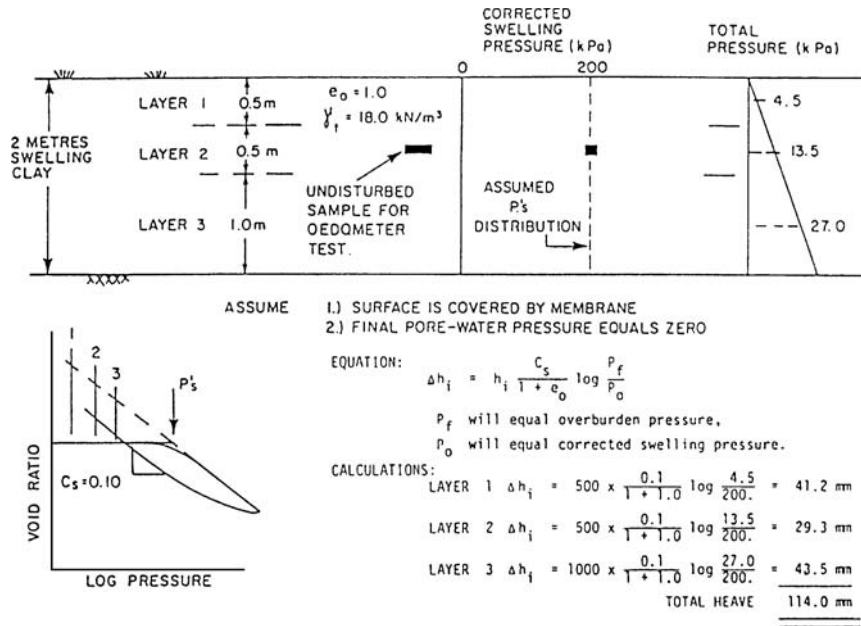 CORRECTED
SWELLING
PRESSURE (kPa)
TOTAL
PRESSURE (k Pa)
0
200
LAYER 1
0.5m
e₀ = 1.0
γₜ = 18.0 kN/m³
4.5
2 METRES
SWELLING
CLAY
LAYER 2
0.5 m
13.5
UNDISTURBED
SAMPLE FOR
OEDOMETER
TEST.
ASSUMED
P's
DISTRIBUTION
LAYER 3
1.0m
27.0
ASSUME
1.) SURFACE IS COVERED BY MEMBRANE
2.) FINAL PORE-WATER PRESSURE EQUALS ZERO
1
2
3
P's
Cs=0.10
VOID RATIO
LOG PRESSURE
EQUATION:
Δhi = hi Cs / 1 + e₀ log Pf / P₀
Pf will equal overburden pressure,
P₀ will equal corrected swelling pressure.
CALCULATIONS:
LAYER 1 Δhi = 500 x 0.1 / 1 + 1.0 log 4.5 / 200. = 41.2 mm
LAYER 2 Δhi = 500 x 0.1 / 1 + 1.0 log 13.5 / 200. = 29.3 mm
LAYER 3 Δhi = 1000 x 0.1 / 1 + 1.0 log 27.0 / 200. = 43.5 mm
TOTAL HEAVE 114.0 mm